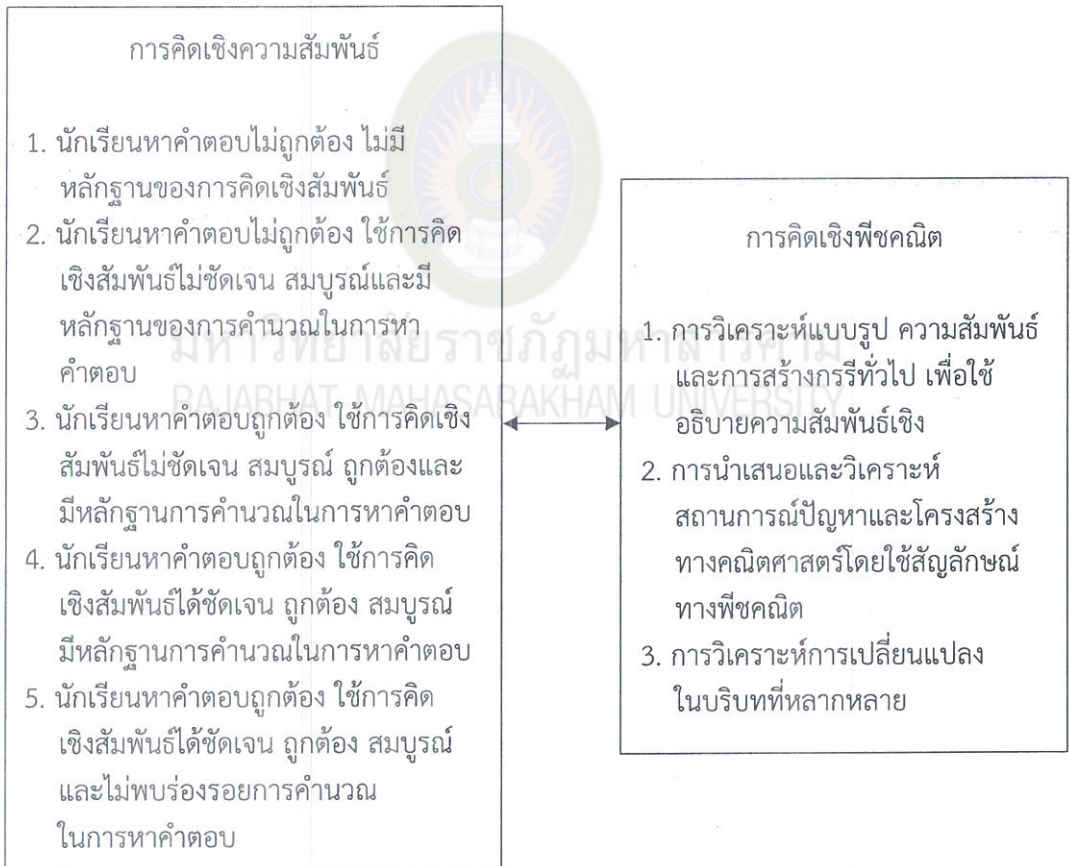 การคิดเชิงความสัมพันธ์
1. นักเรียนหาคำตอบไม่ถูกต้อง ไม่มี
หลักฐานของการคิดเชิงสัมพันธ์
2. นักเรียนหาคำตอบไม่ถูกต้อง ใช้การคิด
เชิงสัมพันธ์ไม่ชัดเจน สมบูรณ์และมี
หลักฐานของการคำนวณในการหา
คำตอบ
3. นักเรียนหาคำตอบถูกต้อง ใช้การคิดเชิง
สัมพันธ์ไม่ชัดเจน สมบูรณ์ ถูกต้องและ
มีหลักฐานการคำนวณในการหาคำตอบ
4. นักเรียนหาคำตอบถูกต้อง ใช้การคิด
เชิงสัมพันธ์ได้ชัดเจน ถูกต้อง สมบูรณ์
มีหลักฐานการคำนวณในการหาคำตอบ
5. นักเรียนหาคำตอบถูกต้อง ใช้การคิด
เชิงสัมพันธ์ได้ชัดเจน ถูกต้อง สมบูรณ์
และไม่พบร่องรอยการคำนวณ
ในการหาคำตอบ
การคิดเชิงพีชคณิต
1. การวิเคราะห์แบบรูป ความสัมพันธ์
และการสร้างกรรีทั่วไป เพื่อใช้
อธิบายความสัมพันธ์เชิง
2. การนำเสนอและวิเคราะห์
สถานการณ์ปัญหาและโครงสร้าง
ทางคณิตศาสตร์โดยใช้สัญลักษณ์
ทางพีชคณิต
3. การวิเคราะห์การเปลี่ยนแปลง
ในบริบทที่หลากหลาย
มหาวิทยาลัยราชภัฏมหาสารคาม
RAJABHAT MAHASARAKHAM UNIVERSITY